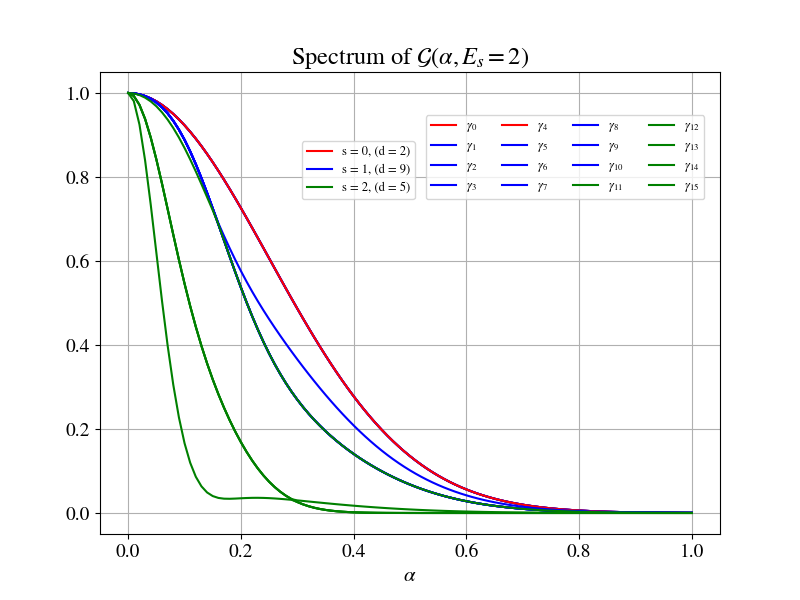 Spectrum of 𝒢(α, E_s = 2)
s = 0, (d = 2)
s = 1, (d = 9)
s = 2, (d = 5)
γ₀ γ₄ γ₈ γ₁₂
γ₁ γ₅ γ₉ γ₁₃
γ₂ γ₆ γ₁₀ γ₁₄
γ₃ γ₇ γ₁₁ γ₁₅
1.0
0.8
0.6
0.4
0.2
0.0
0.0 0.2 0.4 0.6 0.8 1.0
α